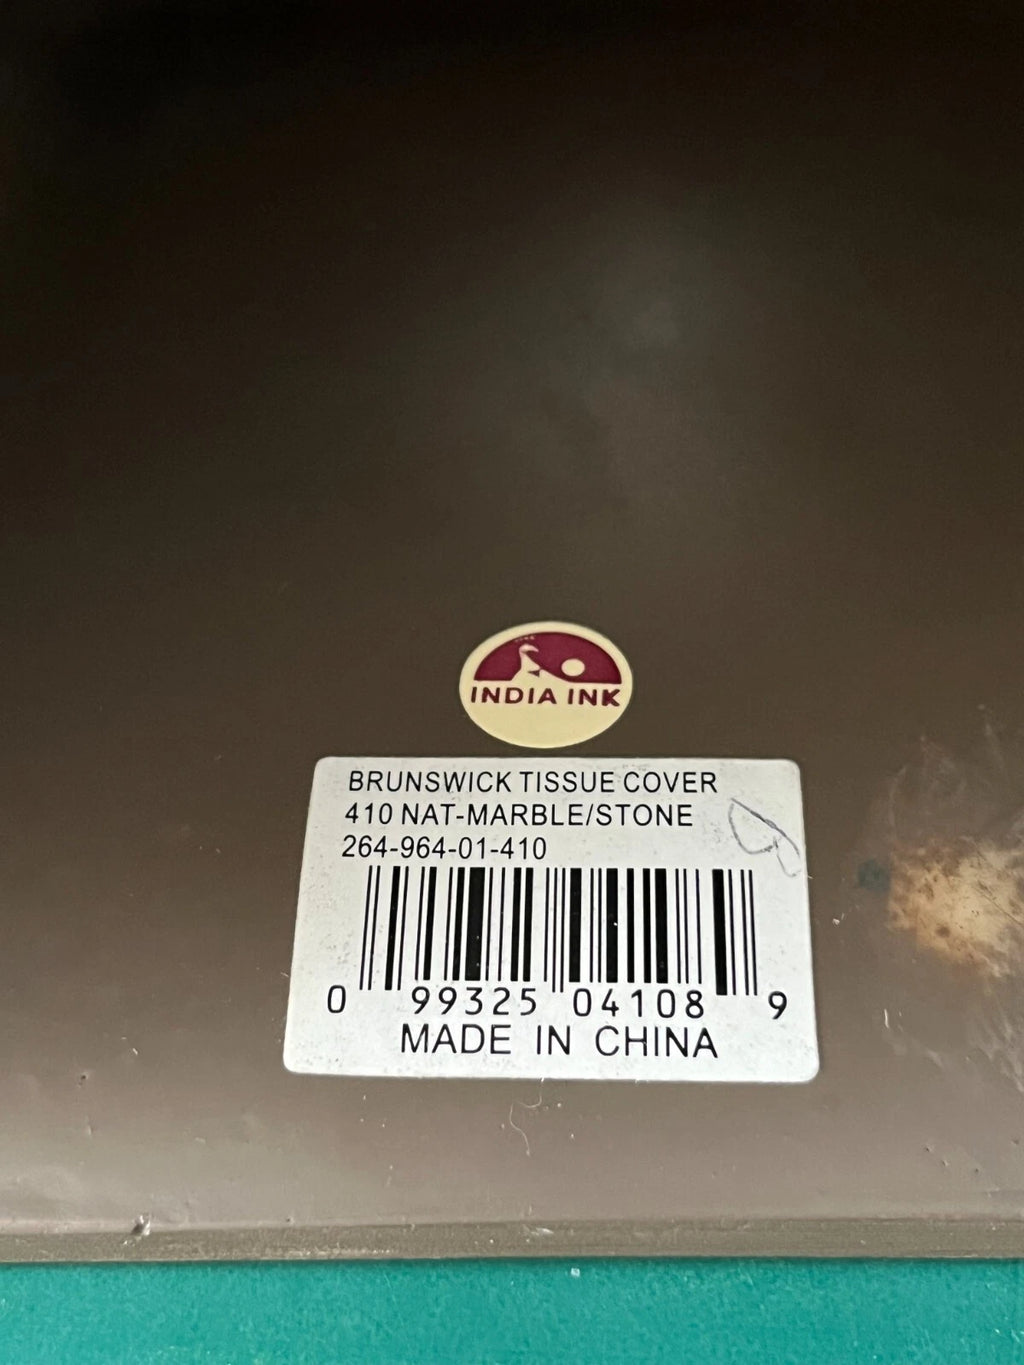 INDIA INK
BRUNSWICK TISSUE COVER
410 NAT-MARBLE/STONE
264-964-01-410
0 99325 04108 9
MADE IN CHINA